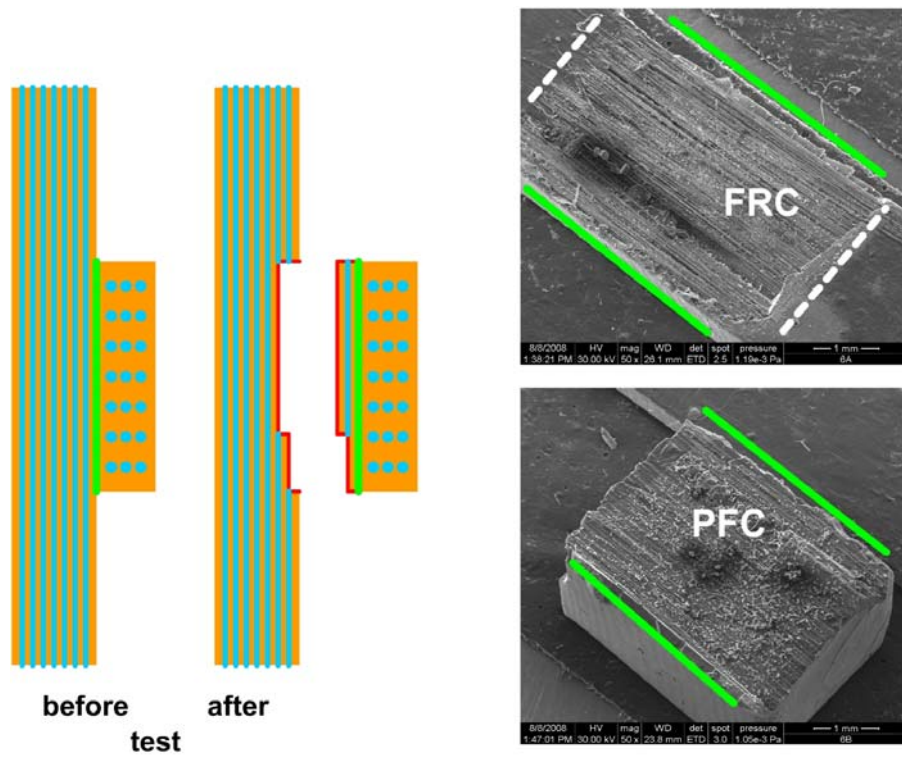 before after
test
FRC
8/8/2008 HV mag WD det spot pressure 1 mm
1:38:21 PM 30.00 kV 50 x 26.1 mm ETD 2.5 1.19e-3 Pa 6A
PFC
8/8/2008 HV mag WD det spot pressure 1 mm
1:47:01 PM 30.00 kV 50 x 23.8 mm ETD 3.0 1.05e-3 Pa 6B